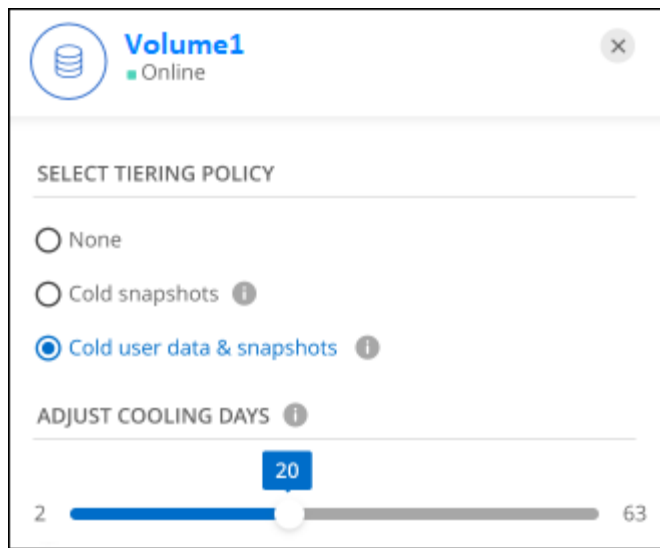 Volume1
Online
SELECT TIERING POLICY
None
Cold snapshots i
Cold user data & snapshots i
ADJUST COOLING DAYS i
20
2 63